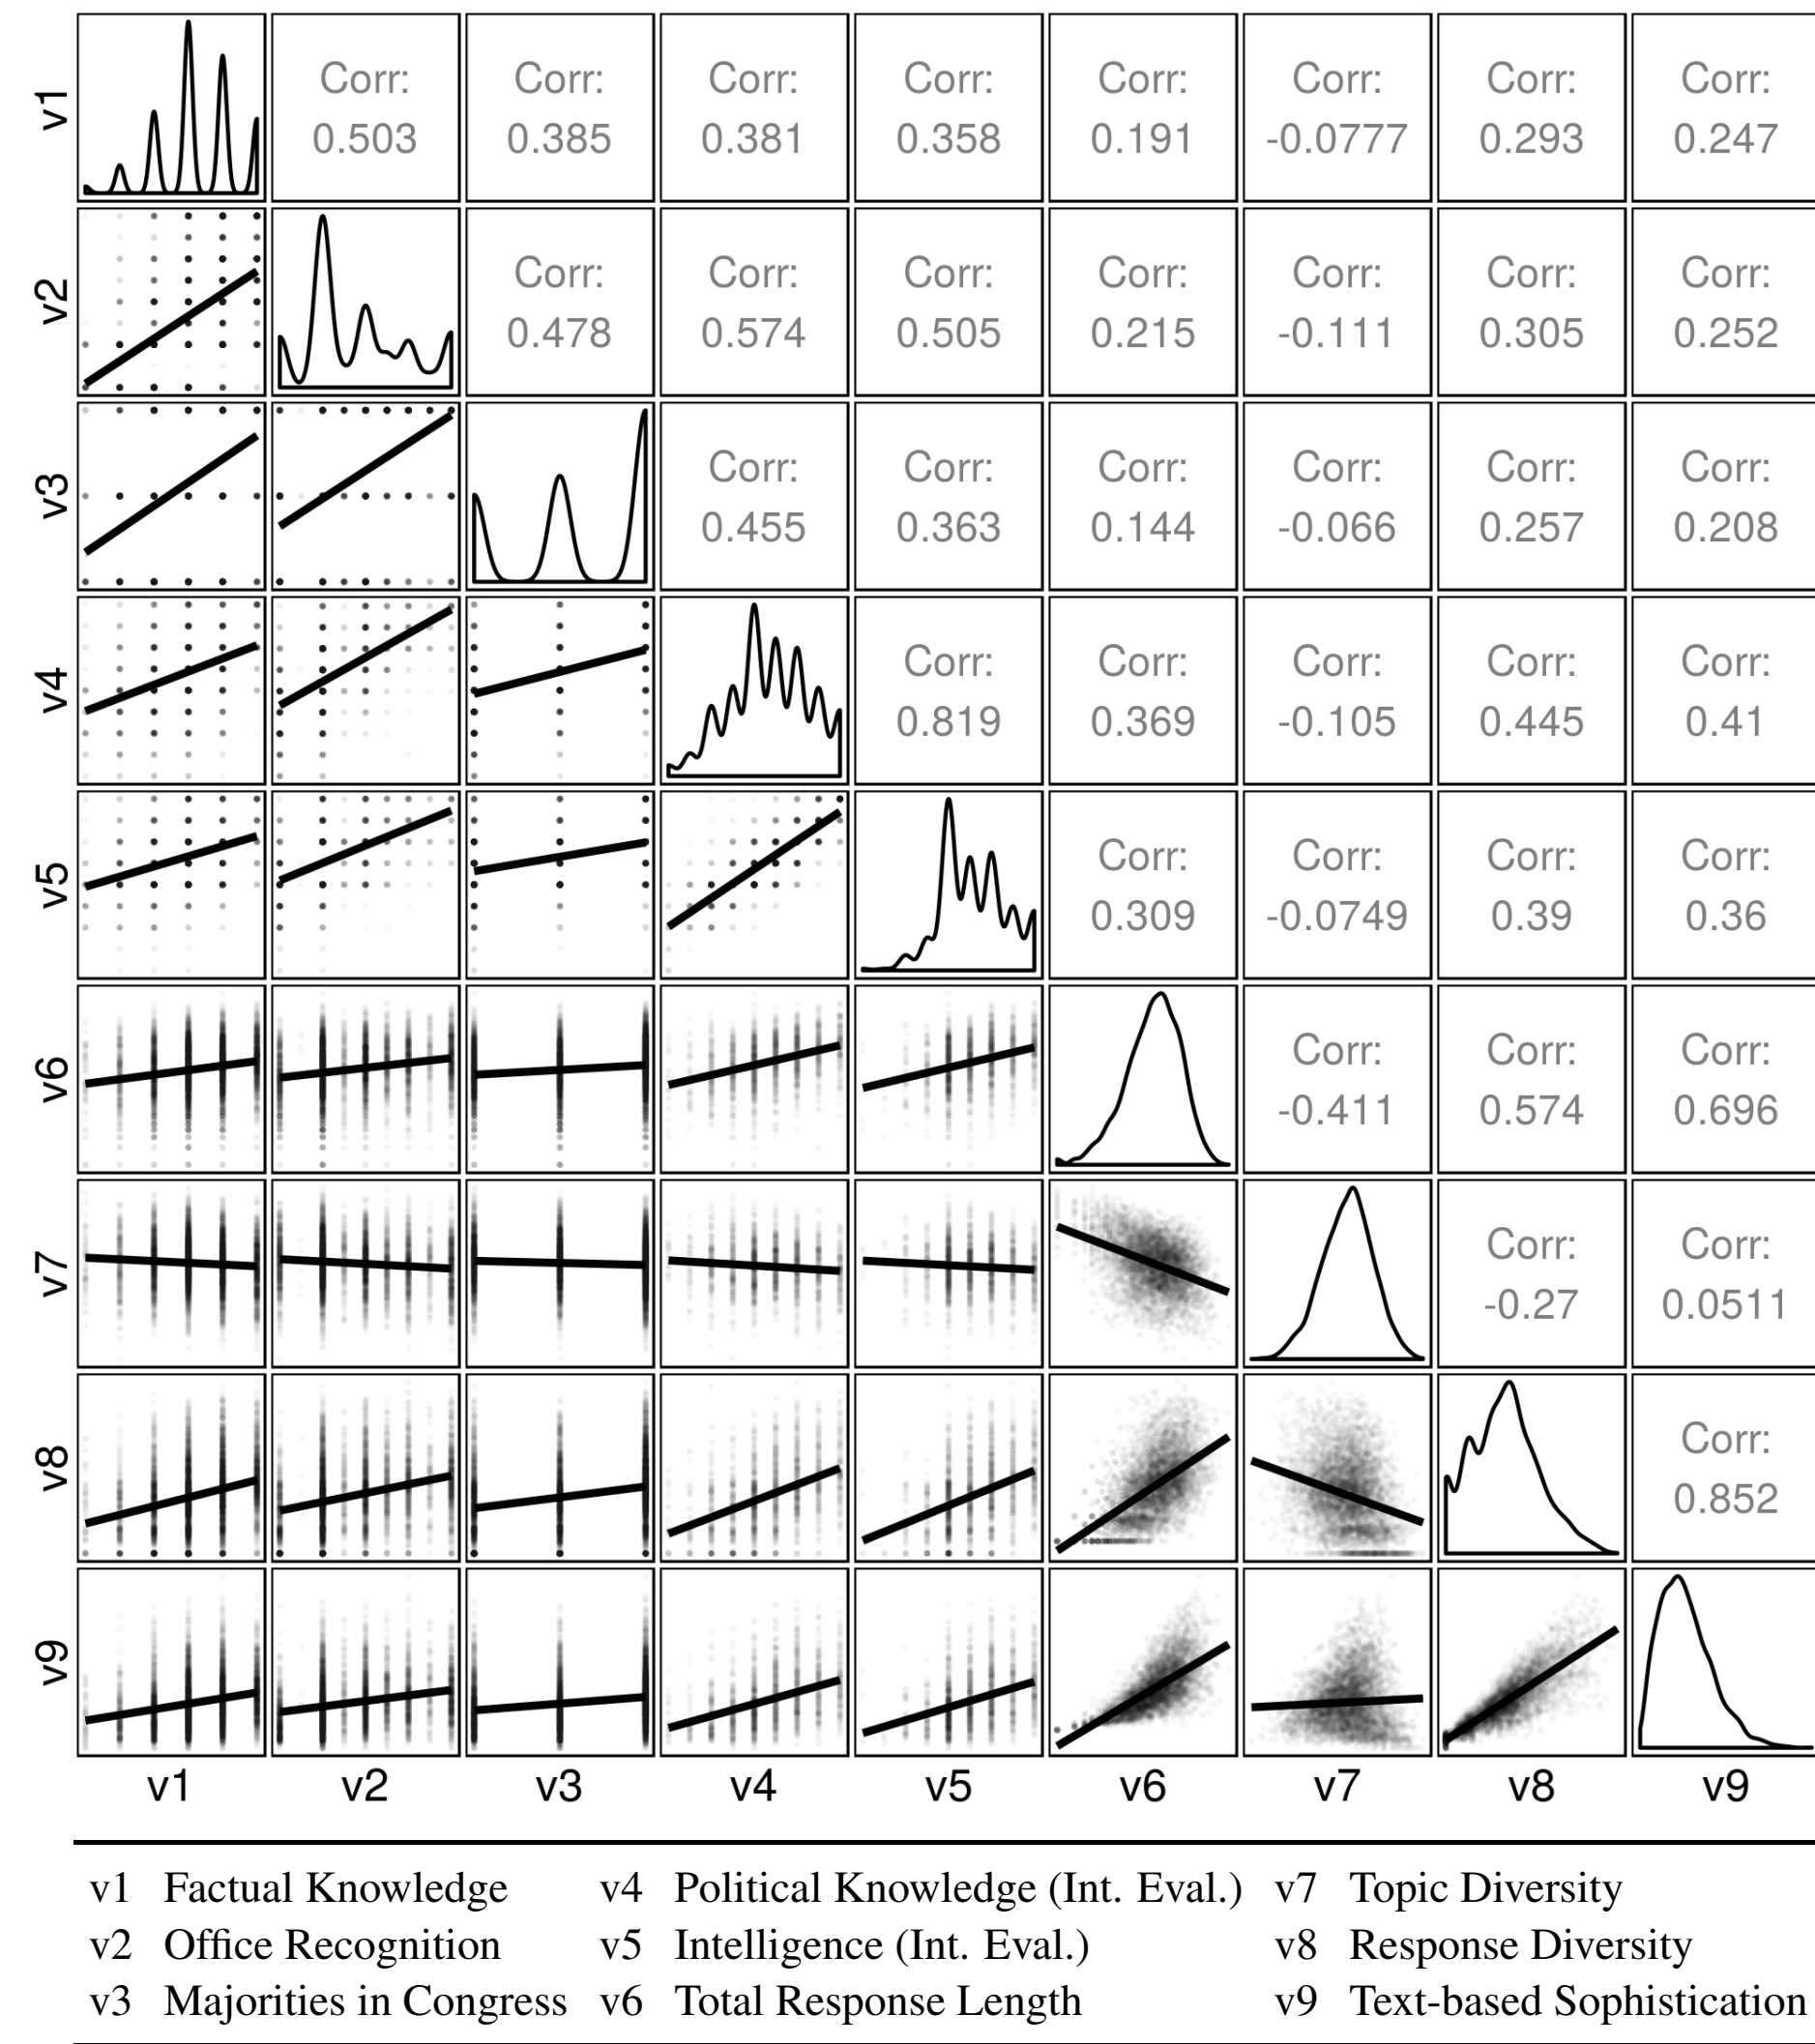 v1
Corr: Corr: Corr: Corr: Corr: Corr: Corr: Corr:
0.503 0.385 0.381 0.358 0.191 -0.0777 0.293 0.247
v2
Corr: Corr: Corr: Corr: Corr: Corr: Corr:
0.478 0.574 0.505 0.215 -0.111 0.305 0.252
v3
Corr: Corr: Corr: Corr: Corr: Corr:
0.455 0.363 0.144 -0.066 0.257 0.208
v4
Corr: Corr: Corr: Corr: Corr:
0.819 0.369 -0.105 0.445 0.41
v5
Corr: Corr: Corr: Corr:
0.309 -0.0749 0.39 0.36
v6
Corr: Corr: Corr:
-0.411 0.574 0.696
v7
Corr: Corr:
-0.27 0.0511
v8
Corr:
0.852
v9
v1 v2 v3 v4 v5 v6 v7 v8 v9
v1 Factual Knowledge v4 Political Knowledge (Int. Eval.) v7 Topic Diversity
v2 Office Recognition v5 Intelligence (Int. Eval.) v8 Response Diversity
v3 Majorities in Congress v6 Total Response Length v9 Text-based Sophistication